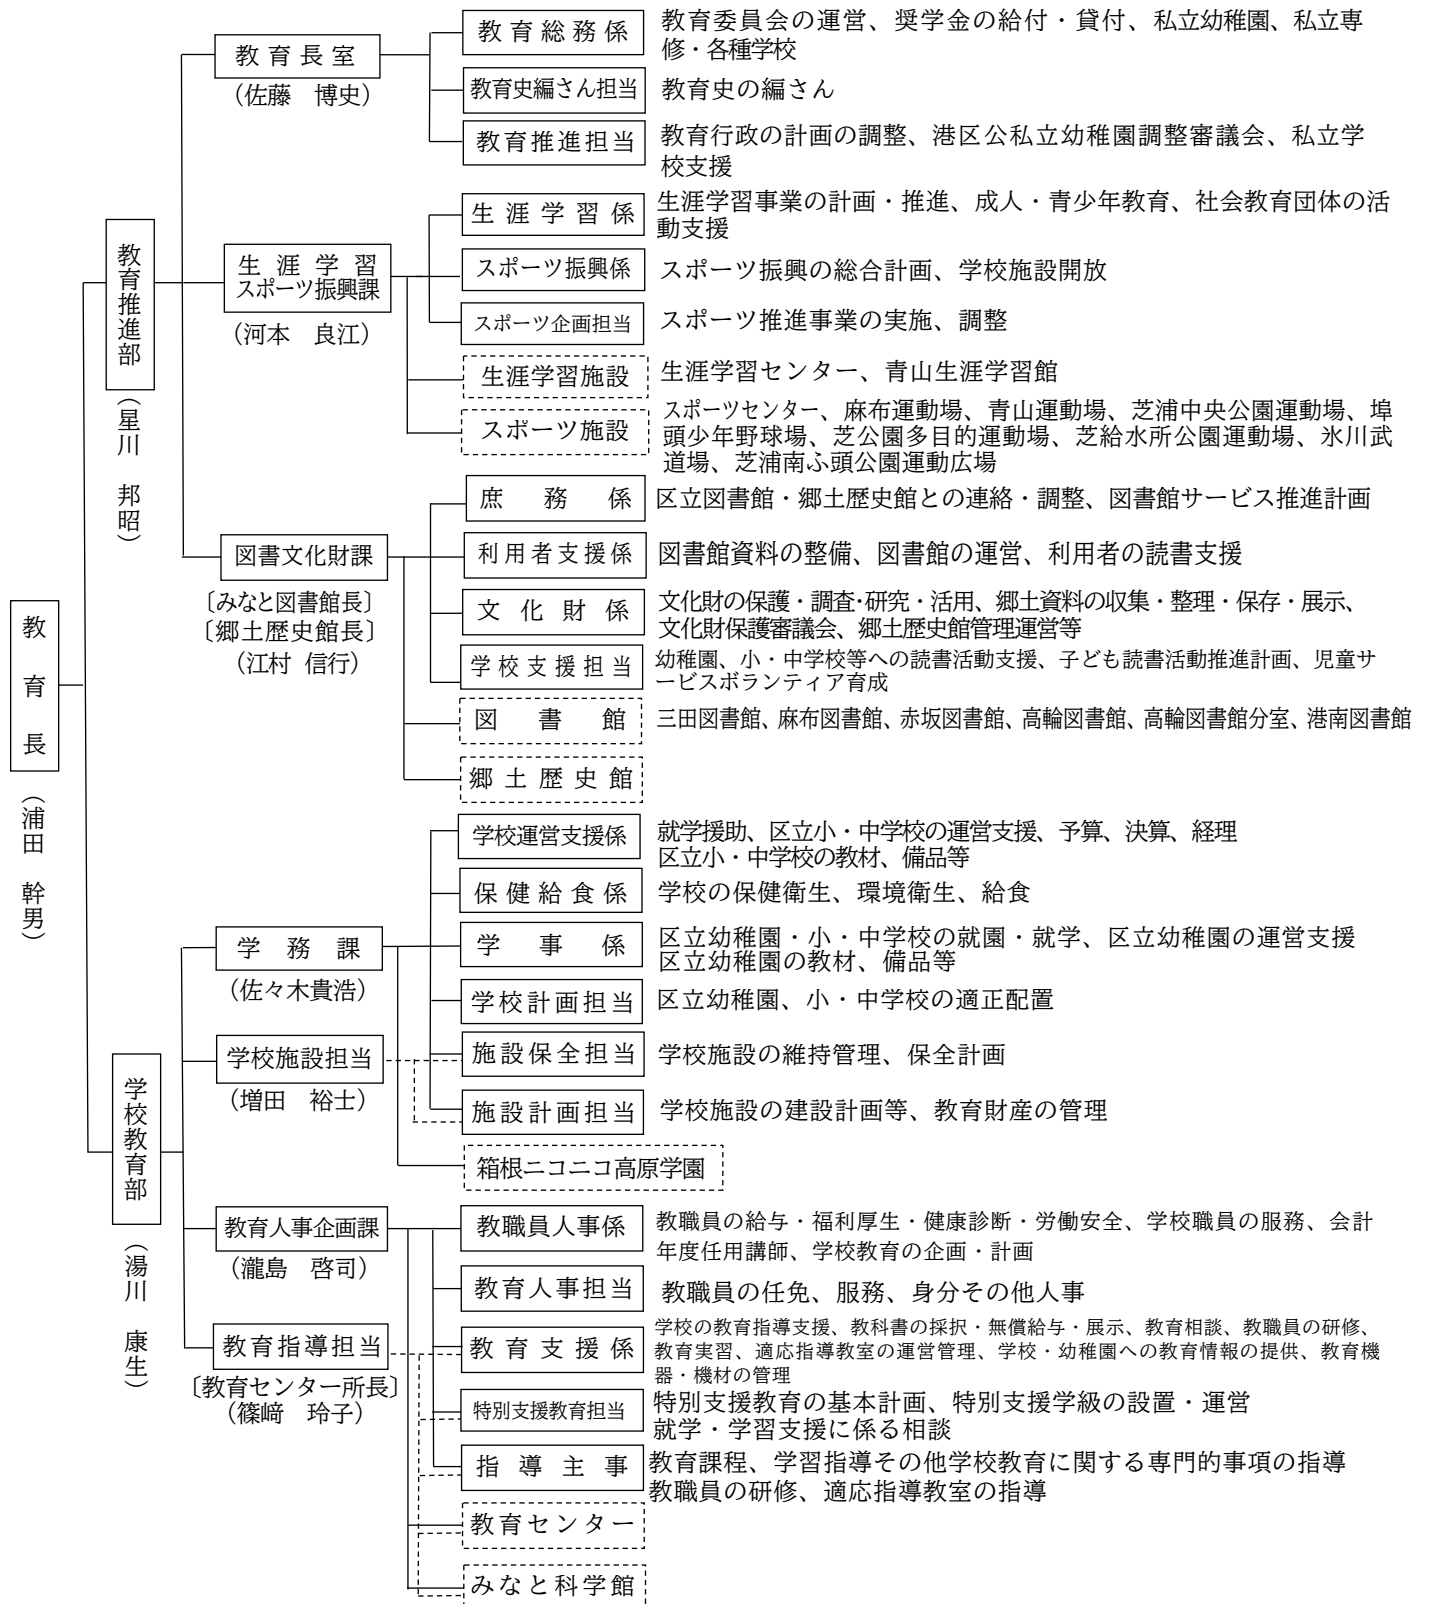 教育長
（浦田　幹男）
教育推進部
（星川　邦昭）
教育長室
（佐藤　博史）
教育総務係
教育委員会の運営、奨学金の給付・貸付、私立幼稚園、私立専
修・各種学校
教育史編さん担当
教育史の編さん
教育推進担当
教育行政の計画の調整、港区公私立幼稚園調整審議会、私立学
校支援
生涯学習
スポーツ振興課
（河本　良江）
生涯学習係
生涯学習事業の計画・推進、成人・青少年教育、社会教育団体の活
動支援
スポーツ振興係
スポーツ振興の総合計画、学校施設開放
スポーツ企画担当
スポーツ推進事業の実施、調整
生涯学習施設
生涯学習センター、青山生涯学習館
スポーツ施設
スポーツセンター、麻布運動場、青山運動場、芝浦中央公園運動場、埠
頭少年野球場、芝公園多目的運動場、芝給水所公園運動場、氷川武
道場、芝浦南ふ頭公園運動広場
図書文化財課
〔みなと図書館長〕
〔郷土歴史館長〕
（江村 信行）
庶務係
区立図書館・郷土歴史館との連絡・調整、図書館サービス推進計画
利用者支援係
図書館資料の整備、図書館の運営、利用者の読書支援
文化財係
文化財の保護・調査・研究・活用、郷土資料の収集・整理・保存・展示、
文化財保護審議会、郷土歴史館管理運営等
学校支援担当
幼稚園、小・中学校等への読書活動支援、子ども読書活動推進計画、児童サ
ービスボランティア育成
図書館
三田図書館、麻布図書館、赤坂図書館、高輪図書館、高輪図書館分室、港南図書館
郷土歴史館
学校教育部
（湯川　康生）
学務課
（佐々木貴浩）
学校運営支援係
就学援助、区立小・中学校の運営支援、予算、決算、経理
区立小・中学校の教材、備品等
保健給食係
学校の保健衛生、環境衛生、給食
学事係
区立幼稚園・小・中学校の就園・就学、区立幼稚園の運営支援
区立幼稚園の教材、備品等
学校計画担当
区立幼稚園、小・中学校の適正配置
学校施設担当
（増田　裕士）
施設保全担当
学校施設の維持管理、保全計画
施設計画担当
学校施設の建設計画等、教育財産の管理
箱根ニコニコ高原学園
教育人事企画課
（瀧島　啓司）
教職員人事係
教職員の給与・福利厚生・健康診断・労働安全、学校職員の服務、会計
年度任用講師、学校教育の企画・計画
教育人事担当
教職員の任免、服務、身分その他人事
教育指導担当
〔教育センター所長〕
（篠﨑　玲子）
教育支援係
学校の教育指導支援、教科書の採択・無償給与・展示、教育相談、教職員の研修、
教育実習、適応指導教室の運営管理、学校・幼稚園への教育情報の提供、教育機
器・機材の管理
特別支援教育担当
特別支援教育の基本計画、特別支援学級の設置・運営
就学・学習支援に係る相談
指導主事
教育課程、学習指導その他学校教育に関する専門的事項の指導
教職員の研修、適応指導教室の指導
教育センター
みなと科学館